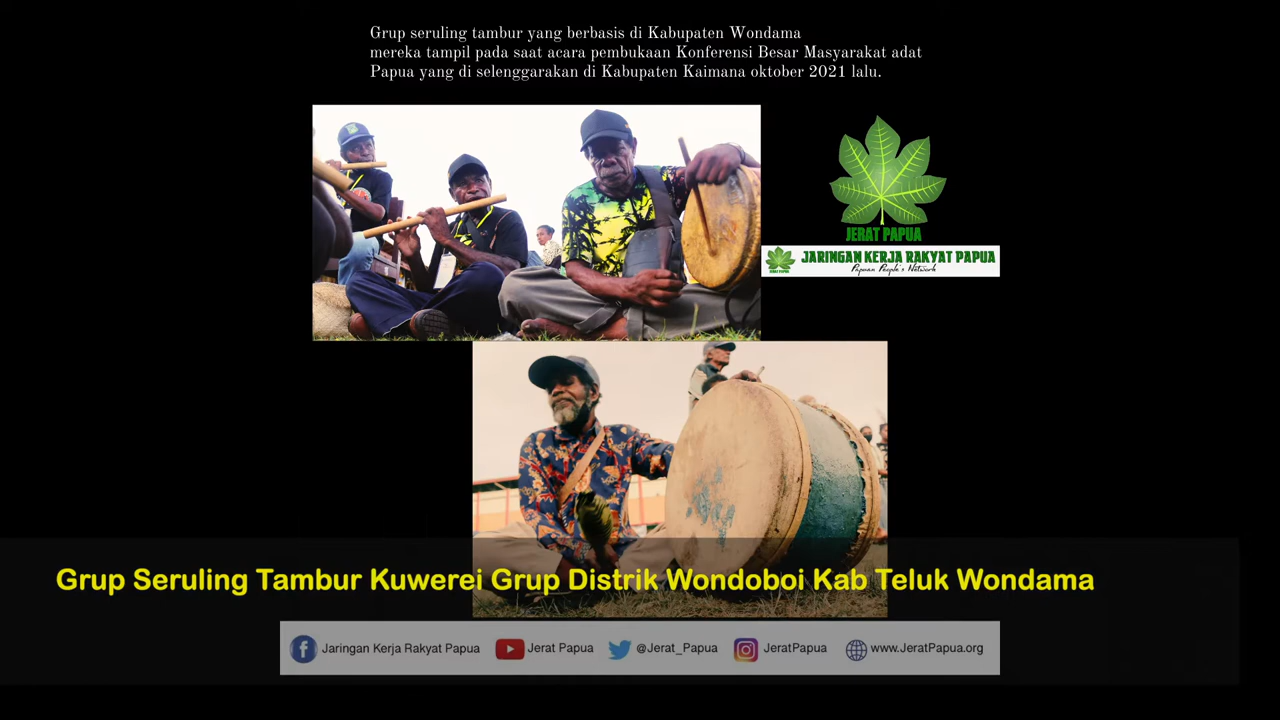 Grup seruling tambur yang berbasis di Kabupaten Wondama
mereka tampil pada saat acara pembukaan Konferensi Besar Masyarakat adat
Papua yang di selenggarakan di Kabupaten Kaimana oktober 2021 lalu.
JERAT PAPUA
JARINGAN KERJA RAKYAT PAPUA
Papuan People's Network
Grup Seruling Tambur Kuwerei Grup Distrik Wondoboi Kab Teluk Wondama
Jaringan Kerja Rakyat Papua
Jerat Papua
@Jerat_Papua
JeratPapua
www.JeratPapua.org